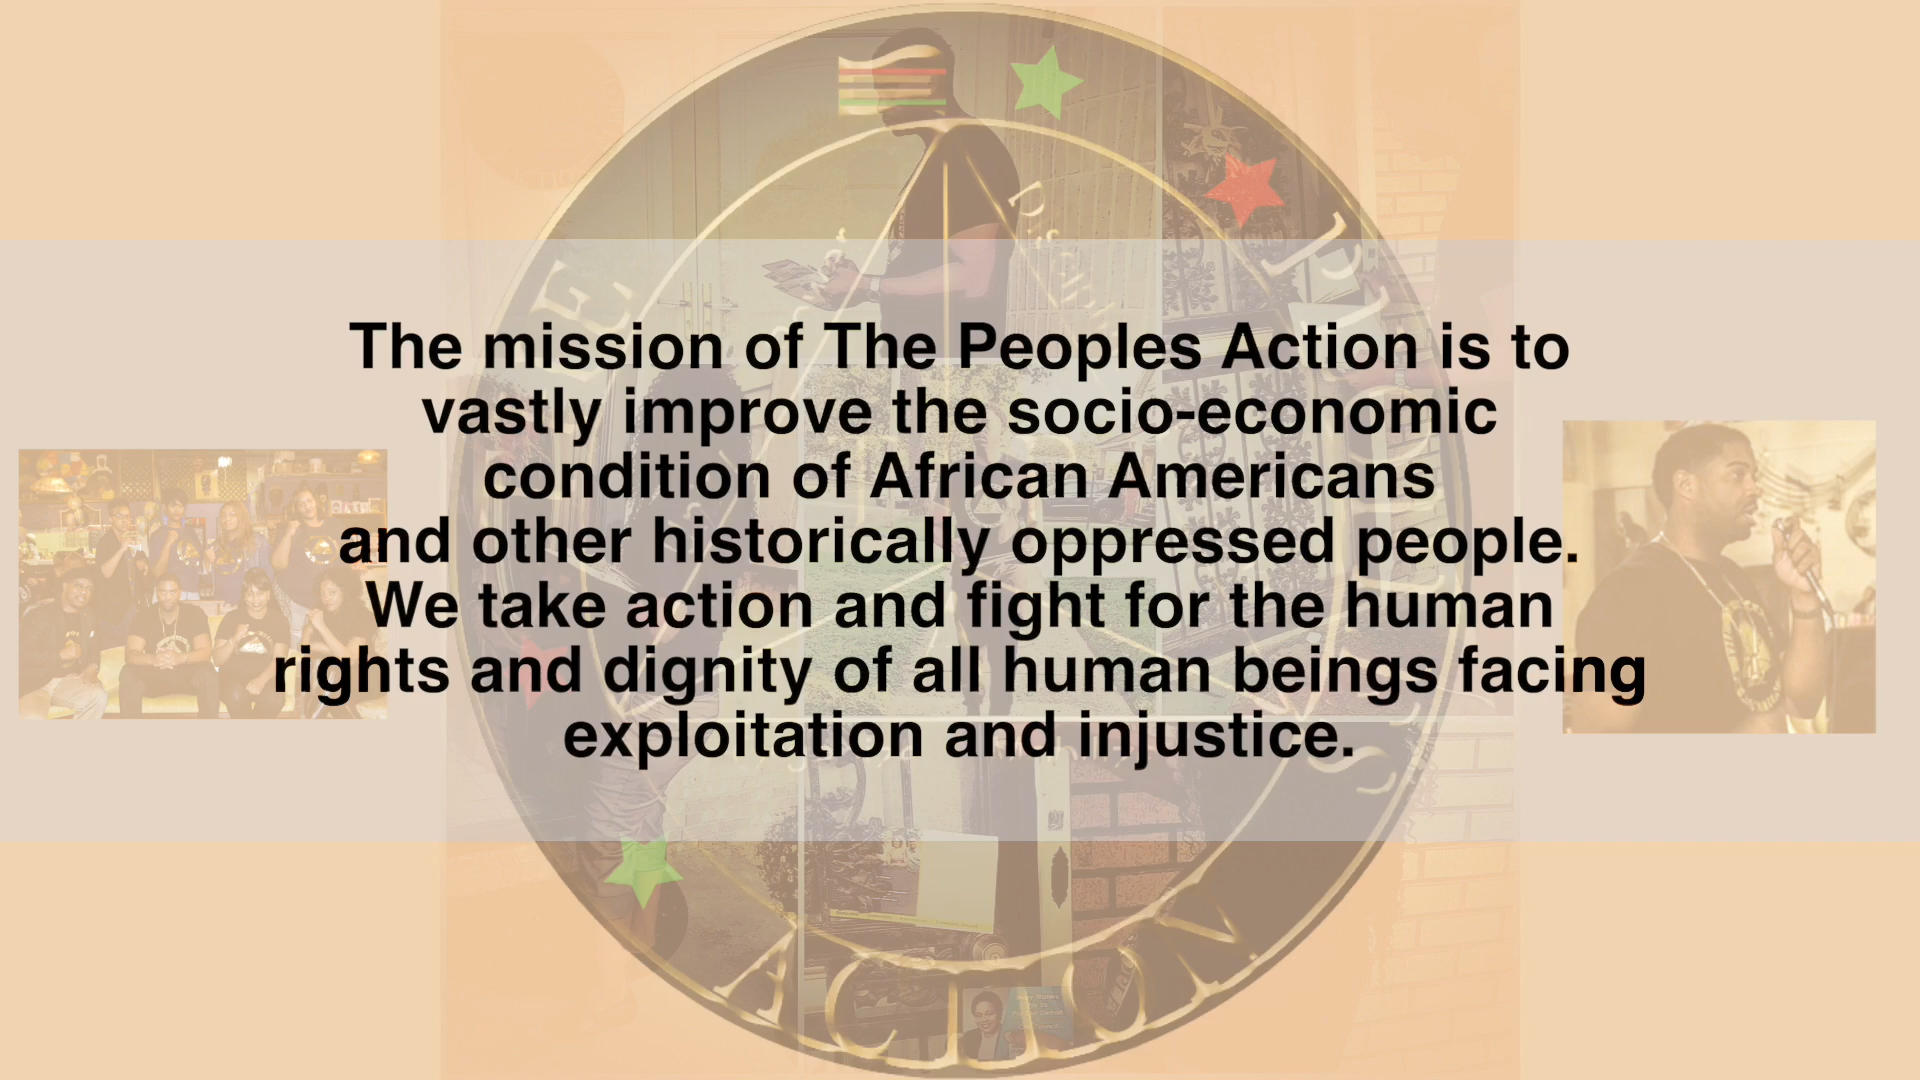 The mission of The Peoples Action is to
vastly improve the socio-economic
condition of African Americans
and other historically oppressed people.
We take action and fight for the human
rights and dignity of all human beings facing
exploitation and injustice.
ACTION